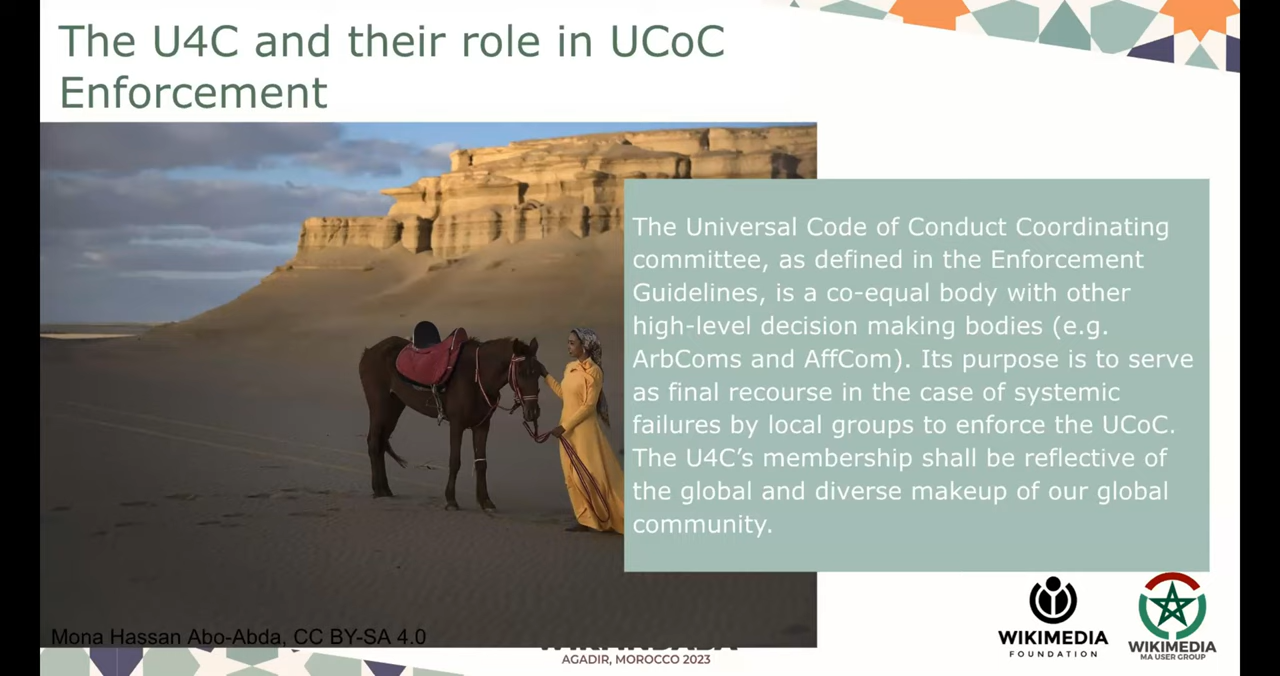 The U4C and their role in UCoC
Enforcement
The Universal Code of Conduct Coordinating
committee, as defined in the Enforcement
Guidelines, is a co-equal body with other
high-level decision making bodies (e.g.
ArbComs and AffCom). Its purpose is to serve
as final recourse in the case of systemic
failures by local groups to enforce the UCoC.
The U4C’s membership shall be reflective of
the global and diverse makeup of our global
community.
Mona Hassan Abo-Abda, CC BY-SA 4.0
AGADIR, MOROCCO 2023
WIKIMEDIA
FOUNDATION
WIKIMEDIA
MA USER GROUP